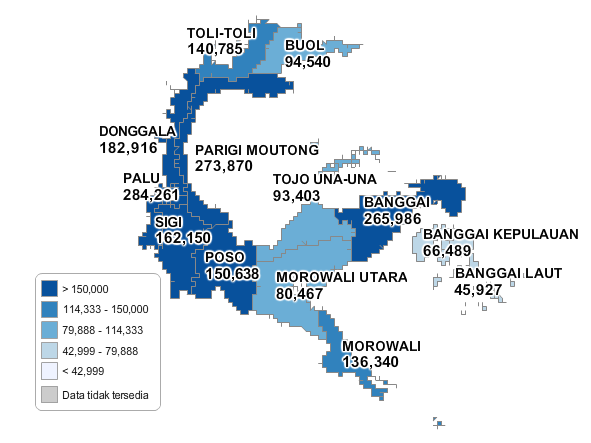 TOLI-TOLI
140,785
BUOL
94,540
DONGGALA
182,916
PARIGI MOUTONG
273,870
PALU
284,261
TOJO UNA-UNA
93,403
BANGGAI
265,986
SIGI
162,150
BANGGAI KEPULAUAN
66,489
POSO
150,638
MOROWALI UTARA
80,467
BANGGAI LAUT
45,927
MOROWALI
136,340
> 150,000
114,333 - 150,000
79,888 - 114,333
42,999 - 79,888
< 42,999
Data tidak tersedia